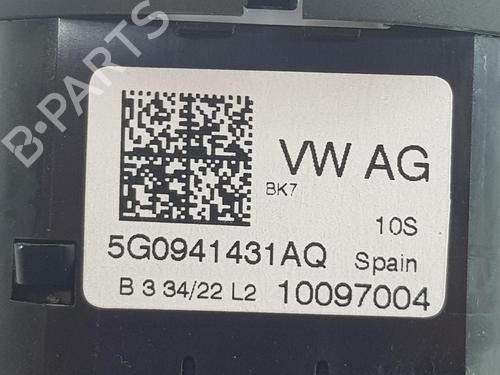 B-PARTS
VW AG
BK7
10S
5G0941431AQ Spain
B 3 34/22 L2 10097004